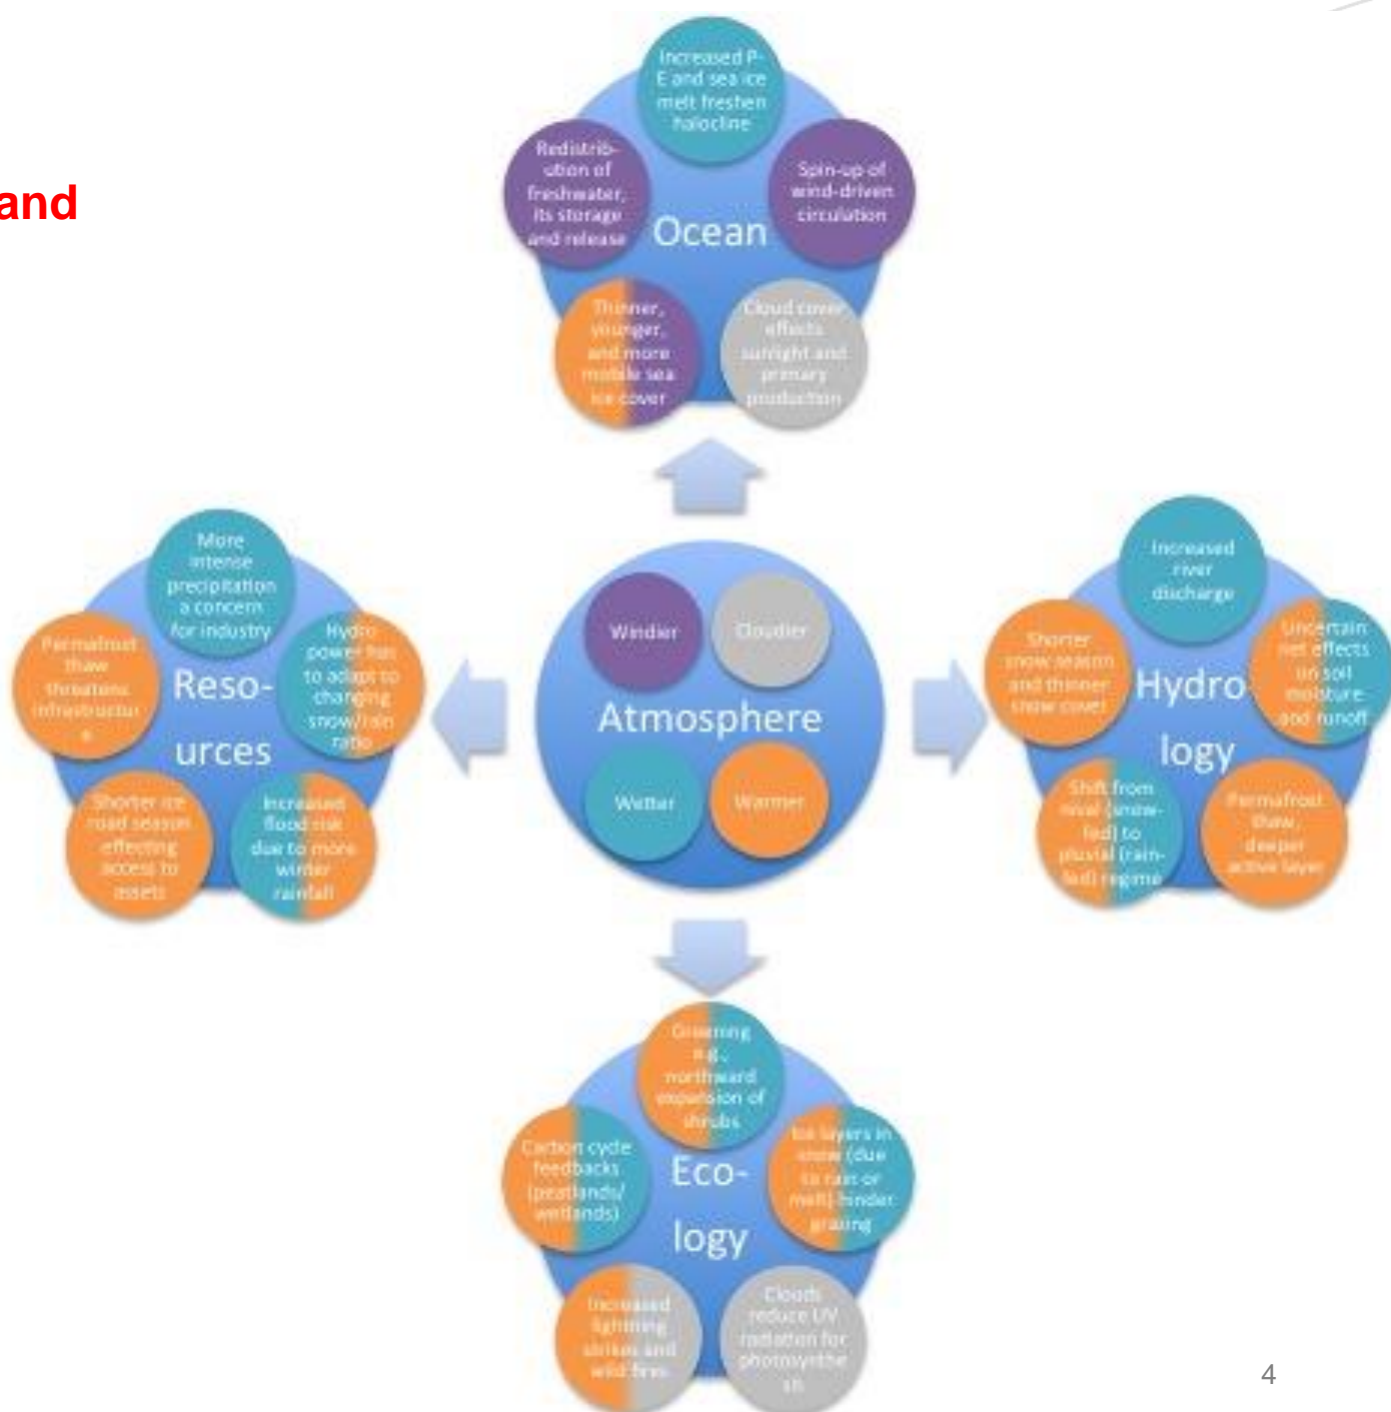 and
Increased P-
E and sea ice
melt freshen
halocline
Redistrib-
ution of
freshwater,
its storage
and release
Spin-up of
wind-driven
circulation
Ocean
Thinner,
younger,
and more
mobile sea
ice cover
Cloud cover
effects
sunlight and
primary
production
More
intense
precipitation
a concern
for industry
Permafrost
thaw
threatens
infrastructur
e
Hydro
power has
to adapt to
changing
snow/rain
ratio
Reso-
urces
Shorter ice
road season
effecting
access to
assets
Increased
flood risk
due to more
winter
rainfall
Windier
Cloudier
Atmosphere
Wetter
Warmer
Increased
river
discharge
Shorter
snow season
and thinner
snow cover
Uncertain
net effects
on soil
moisture
and runoff
Hydro-
logy
Shift from
nival (snow-
fed) to
pluvial (rain-
fed) regime
Permafrost
thaw,
deeper
active layer
Greening
e.g.,
northward
expansion of
shrubs
Carbon cycle
feedbacks
(peatlands/
wetlands)
Ice layers in
snow (due
to rain or
melt) hinder
grazing
Eco-
logy
Increased
lightning
strikes and
wild fires
Clouds
reduce UV
radiation for
photosynthe
sis
4